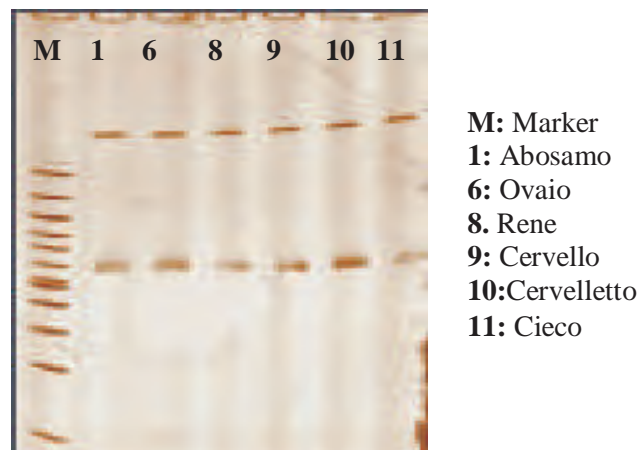 M 1 6 8 9 10 11
M: Marker
1: Abosamo
6: Ovaio
8. Rene
9: Cervello
10:Cervelletto
11: Cieco